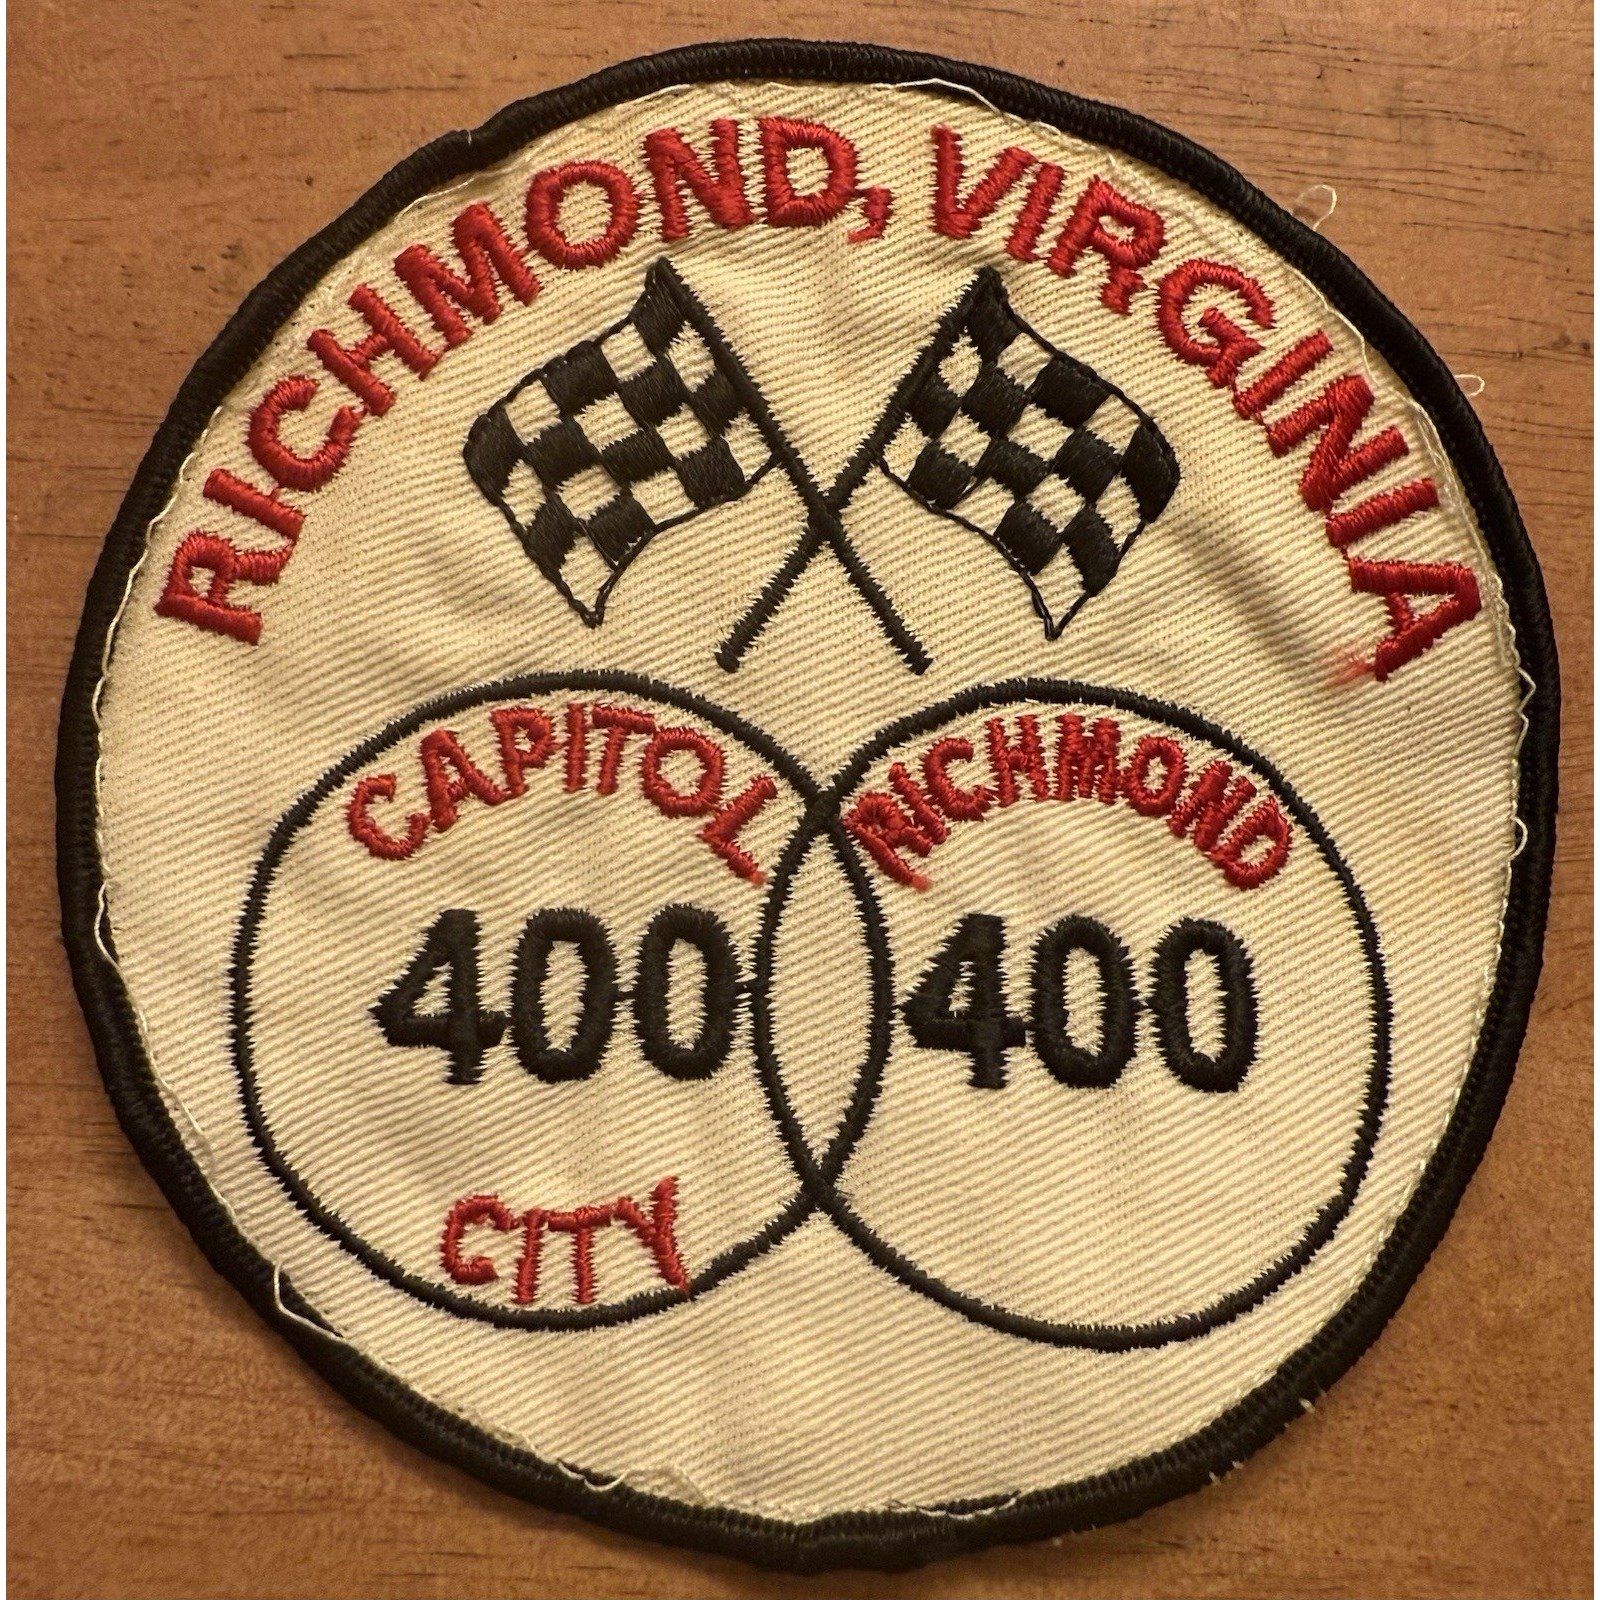 RICHMOND, VIRGINIA
CAPITOL
400
CITY
RICHMOND
400